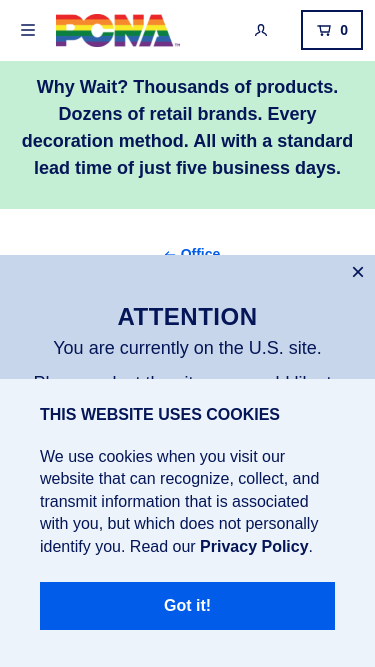 PCNA™
0
Why Wait? Thousands of products.
Dozens of retail brands. Every
decoration method. All with a standard
lead time of just five business days.
← Office
×
ATTENTION
You are currently on the U.S. site.
THIS WEBSITE USES COOKIES
We use cookies when you visit our
website that can recognize, collect, and
transmit information that is associated
with you, but which does not personally
identify you. Read our Privacy Policy.
Got it!